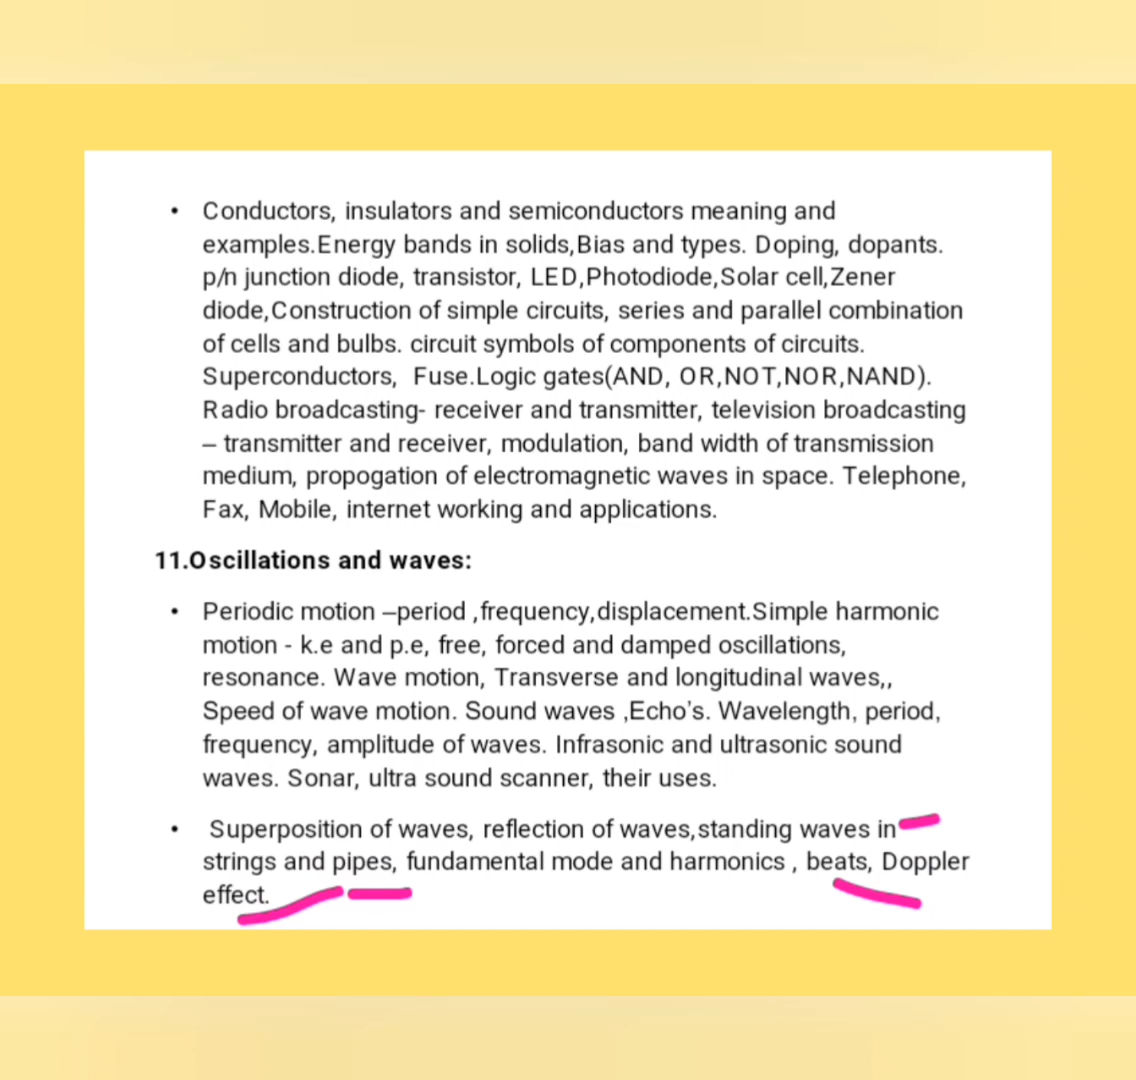 • Conductors, insulators and semiconductors meaning and
examples.Energy bands in solids,Bias and types. Doping, dopants.
p/n junction diode, transistor, LED,Photodiode,Solar cell,Zener
diode,Construction of simple circuits, series and parallel combination
of cells and bulbs. circuit symbols of components of circuits.
Superconductors, Fuse.Logic gates(AND, OR,NOT,NOR,NAND).
Radio broadcasting- receiver and transmitter, television broadcasting
– transmitter and receiver, modulation, band width of transmission
medium, propogation of electromagnetic waves in space. Telephone,
Fax, Mobile, internet working and applications.
11.Oscillations and waves:
• Periodic motion –period ,frequency,displacement.Simple harmonic
motion - k.e and p.e, free, forced and damped oscillations,
resonance. Wave motion, Transverse and longitudinal waves,,
Speed of wave motion. Sound waves ,Echo's. Wavelength, period,
frequency, amplitude of waves. Infrasonic and ultrasonic sound
waves. Sonar, ultra sound scanner, their uses.
• Superposition of waves, reflection of waves,standing waves in
strings and pipes, fundamental mode and harmonics , beats, Doppler
effect.